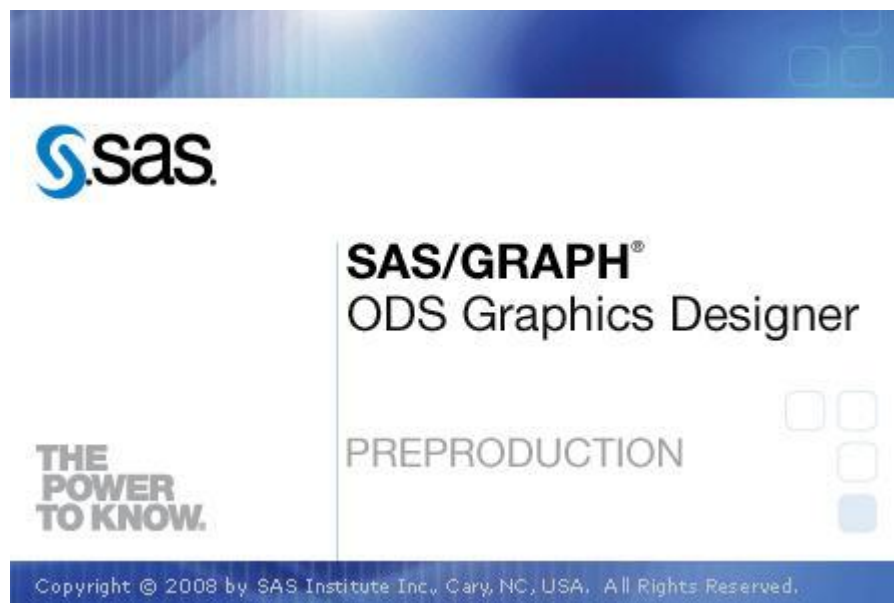 sas.
SAS/GRAPH®
ODS Graphics Designer
PREPRODUCTION
THE
POWER
TO KNOW.
Copyright © 2008 by SAS Institute Inc., Cary, NC, USA. All Rights Reserved.